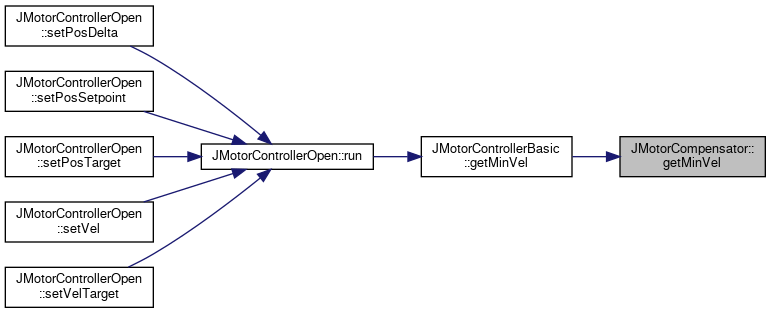 JMotorControllerOpen
::setPosDelta
JMotorControllerOpen
::setPosSetpoint
JMotorControllerOpen
::setPosTarget
JMotorControllerOpen
::setVel
JMotorControllerOpen
::setVelTarget
JMotorControllerOpen::run
JMotorControllerBasic
::getMinVel
JMotorCompensator::
getMinVel